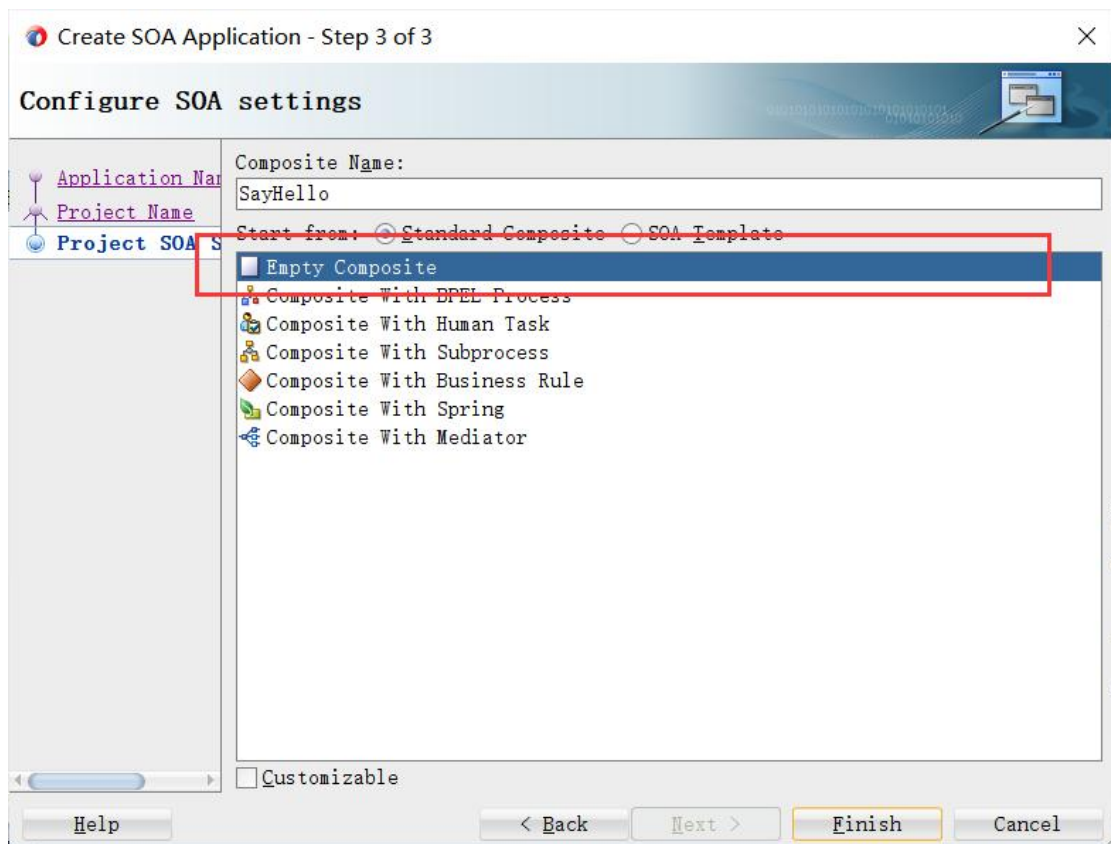 Create SOA Application - Step 3 of 3
Configure SOA settings
Application Nar
Project Name
Project SOA S
Composite Name:
SayHello
Start from: Standard Composite SOA Template
Empty Composite
Composite With BPEL Process
Composite With Human Task
Composite With Subprocess
Composite With Business Rule
Composite With Spring
Composite With Mediator
Customizable
Help < Back Next > Finish Cancel